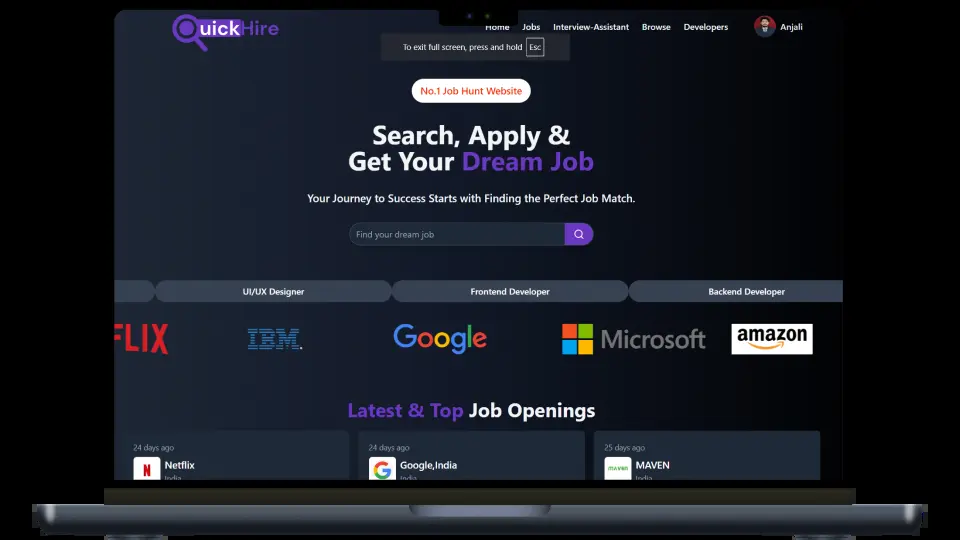 QuickHire
Home Jobs Interview-Assistant Browse Developers Anjali
To exit full screen, press and hold Esc
No.1 Job Hunt Website
Search, Apply &
Get Your Dream Job
Your Journey to Success Starts with Finding the Perfect Job Match.
Find your dream job
UI/UX Designer Frontend Developer Backend Developer
FLIX IBM Google Microsoft amazon
Latest & Top Job Openings
24 days ago 24 days ago 25 days ago
N Netflix G Google,India MAVEN MAVEN
India India India